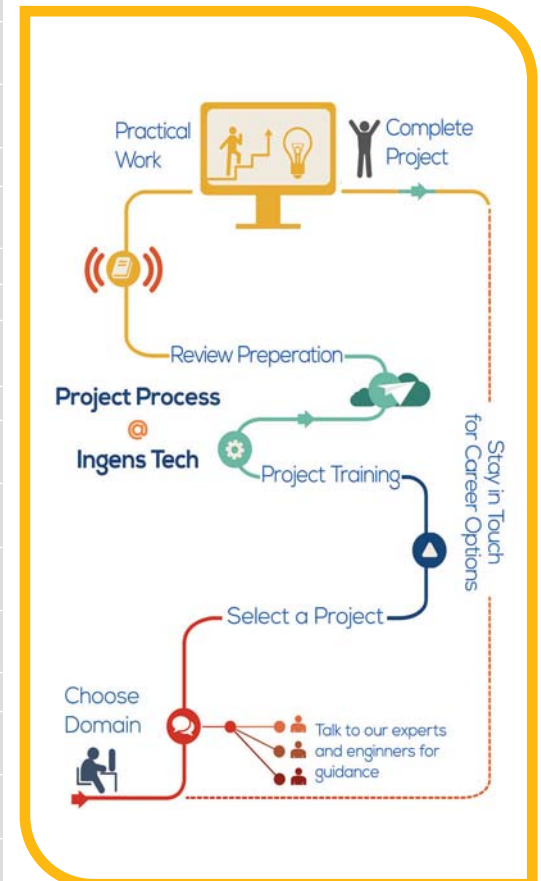 Practical
Work
Complete
Project
Review Preperation
Project Process
@
Ingens Tech
Project Training
Stay in Touch
for Career Options
Select a Project
Choose
Domain
Talk to our experts
and enginners for
guidance